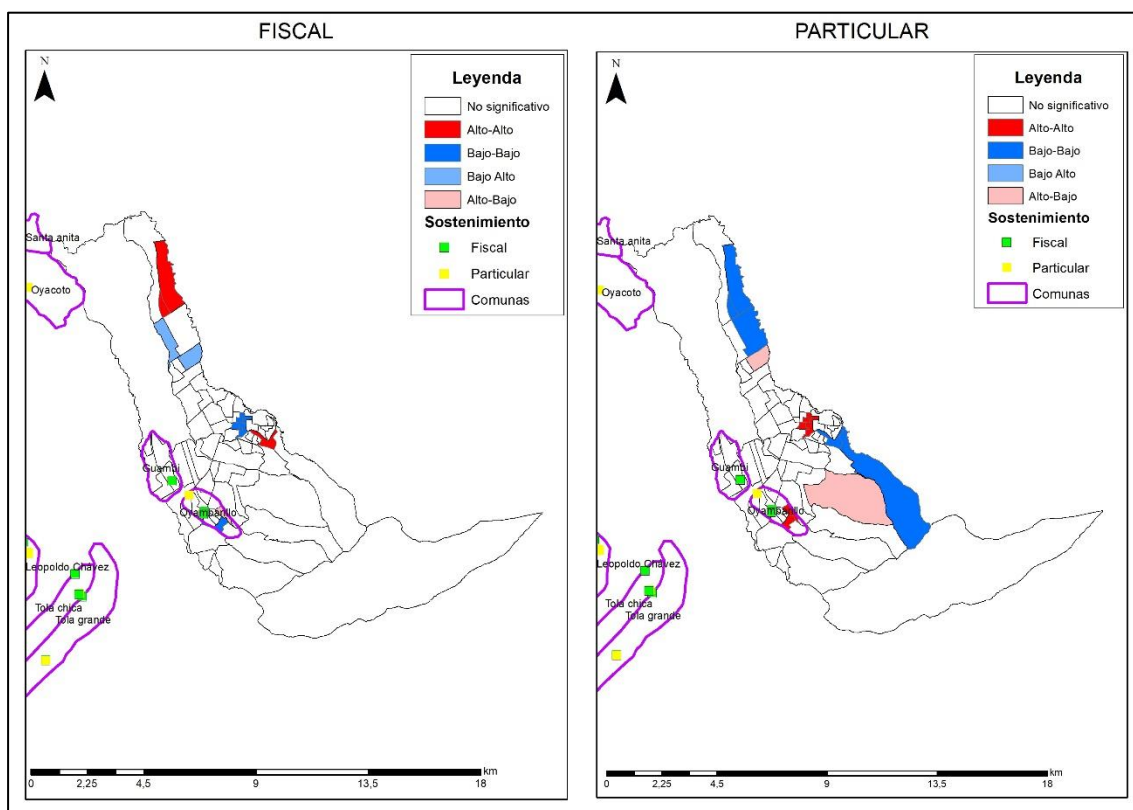 FISCAL
N
Leyenda
No significativo
Alto-Alto
Bajo-Bajo
Bajo Alto
Alto-Bajo
Sostenimiento
Fiscal
Particular
Comunas
Santa anita
Oyacoto
Guambi
Oyambarillo
Leopoldo Chávez
Tola chica
Tola grande
km
0 2,25 4,5 9 13,5 18
PARTICULAR
N
Leyenda
No significativo
Alto-Alto
Bajo-Bajo
Bajo Alto
Alto-Bajo
Sostenimiento
Fiscal
Particular
Comunas
Santa anita
Oyacoto
Guambi
Oyambarillo
Leopoldo Chávez
Tola chica
Tola grande
km
0 2,25 4,5 9 13,5 18